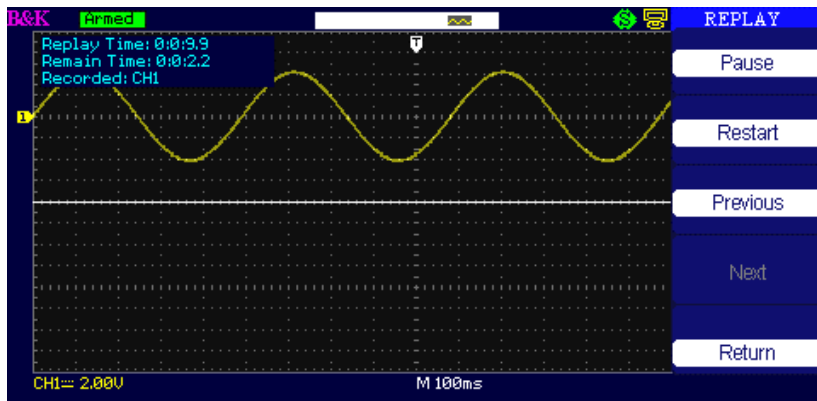 B&K Armed REPLAY
Replay Time: 0:0:9.9
Remain Time: 0:0:2.2
Recorded: CH1
T
1
Pause
Restart
Previous
Next
Return
CH1 2.00V M 100ms